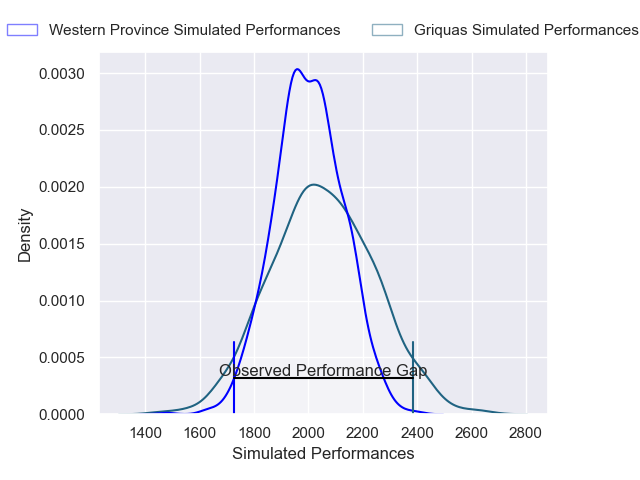 Western Province Simulated Performances
Griquas Simulated Performances
0.0030
0.0025
0.0020
0.0015
0.0010
0.0005
0.0000
Density
Observed Performance Gap
1400 1600 1800 2000 2200 2400 2600 2800
Simulated Performances